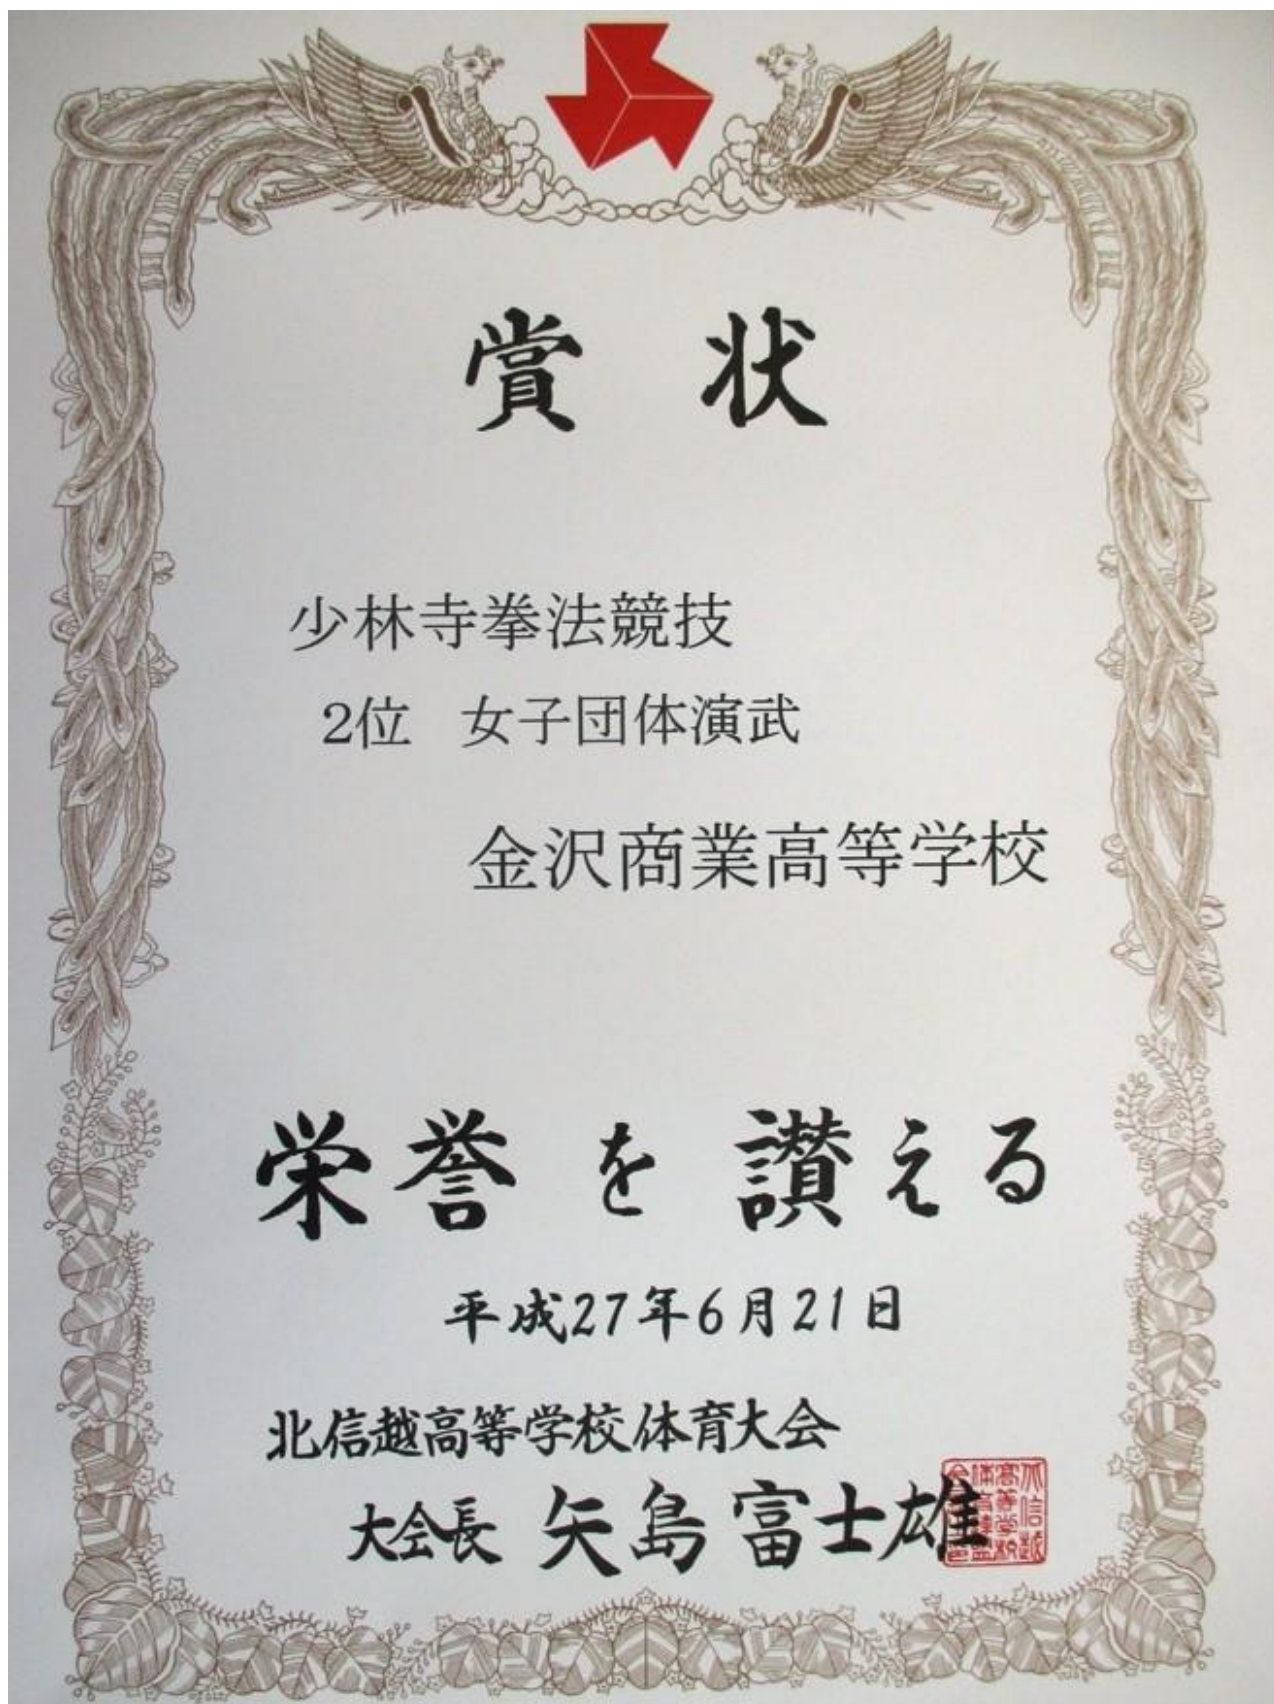 賞 状
少林寺拳法競技
2位 女子団体演武
金沢商業高等学校
栄誉を讃える
平成27年6月21日
北信越高等学校体育大会
大会長 矢島富士雄